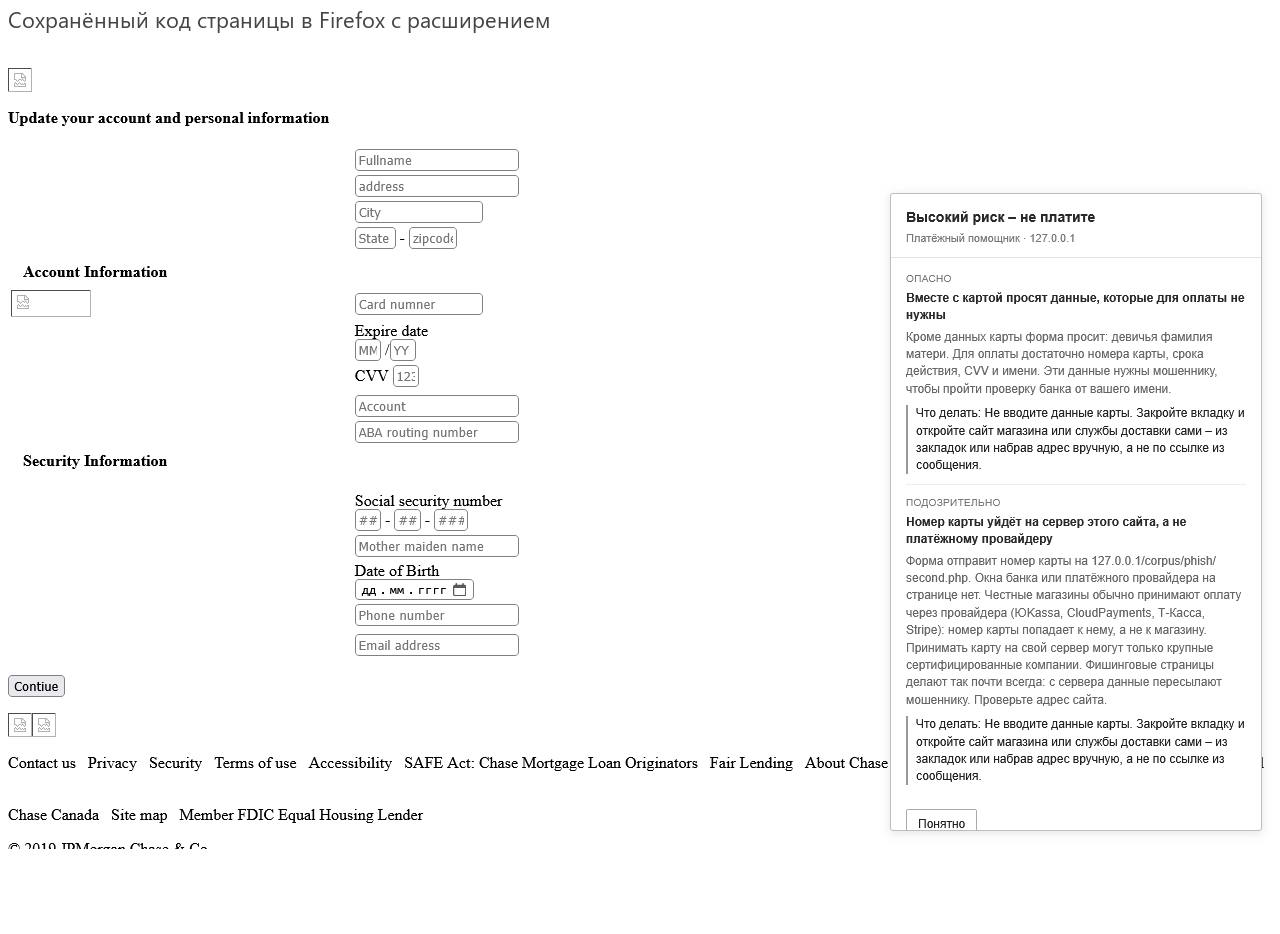 Сохранённый код страницы в Firefox с расширением
Update your account and personal information
Fullname
address
City
State - zipcode
Account Information
Card numner
Expire date
MM / YY
CVV 123
Account
ABA routing number
Security Information
Social security number
## - ## - ###
Mother maiden name
Date of Birth
дд . мм . гггг
Phone number
Email address
Contiue
Contact us Privacy Security Terms of use Accessibility SAFE Act: Chase Mortgage Loan Originators Fair Lending About Chase
Chase Canada Site map Member FDIC Equal Housing Lender
© 2019 JPMorgan Chase & Co.
Высокий риск – не платите
Платёжный помощник · 127.0.0.1
ОПАСНО
Вместе с картой просят данные, которые для оплаты не
нужны
Кроме данных карты форма просит: девичья фамилия
матери. Для оплаты достаточно номера карты, срока
действия, CVV и имени. Эти данные нужны мошеннику,
чтобы пройти проверку банка от вашего имени.
Что делать: Не вводите данные карты. Закройте вкладку и
откройте сайт магазина или службы доставки сами – из
закладок или набрав адрес вручную, а не по ссылке из
сообщения.
ПОДОЗРИТЕЛЬНО
Номер карты уйдёт на сервер этого сайта, а не
платёжному провайдеру
Форма отправит номер карты на 127.0.0.1/corpus/phish/
second.php. Окна банка или платёжного провайдера на
странице нет. Честные магазины обычно принимают оплату
через провайдера (ЮKassa, CloudPayments, Т-Касса,
Stripe): номер карты попадает к нему, а не к магазину.
Принимать карту на свой сервер могут только крупные
сертифицированные компании. Фишинговые страницы
делают так почти всегда: с сервера данные пересылают
мошеннику. Проверьте адрес сайта.
Что делать: Не вводите данные карты. Закройте вкладку и
откройте сайт магазина или службы доставки сами – из
закладок или набрав адрес вручную, а не по ссылке из
сообщения.
Понятно